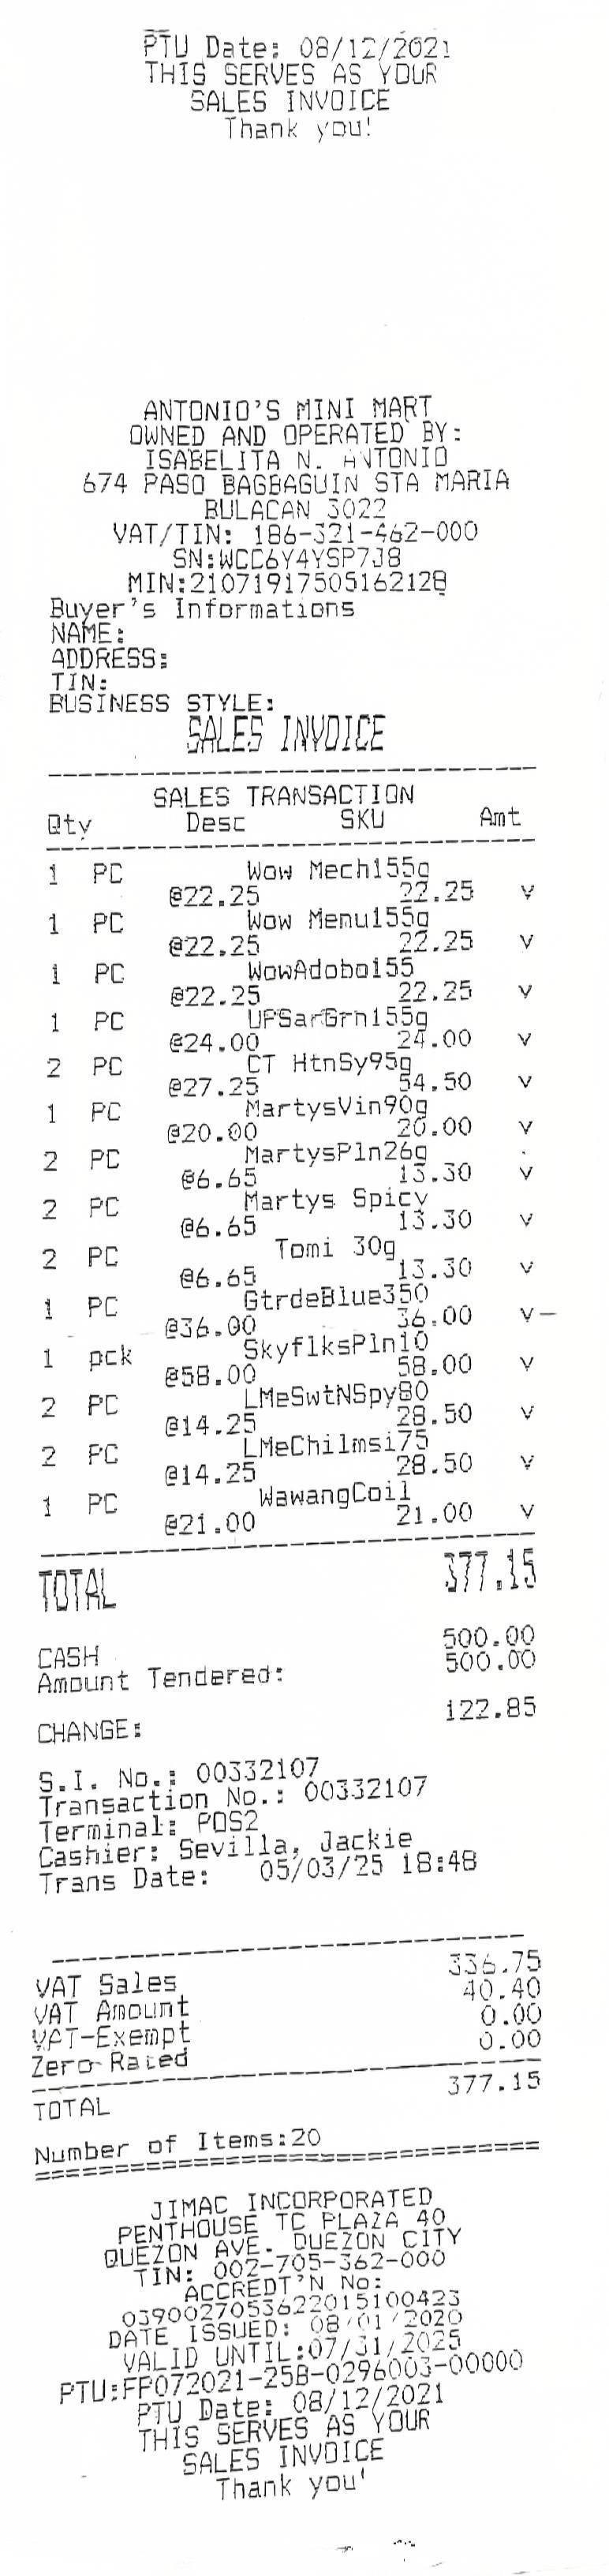 PTU Date: 08/12/2021
THIS SERVES AS YOUR
SALES INVOICE
Thank you!
ANTONIO'S MINI MART
OWNED AND OPERATED BY:
ISABELITA N. ANTONIO
674 PASO BAGBAGUIN STA MARIA
BULACAN 3022
VAT/TIN: 186-321-462-000
SN:WCC6Y4YSP7J8
MIN:21071917505162128
Buyer's Informations
NAME:
ADDRESS:
TIN:
BUSINESS STYLE:
SALES INVOICE
SALES TRANSACTION
Qty Desc SKU Amt
1 PC Wow Mech155g
@22.25 22.25 V
1 PC Wow Menu155g
@22.25 22.25 V
1 PC WowAdobo155
@22.25 22.25 V
1 PC UFSarGrn155g
@24.00 24.00 V
2 PC CT HtnSy95g
@27.25 54.50 V
1 PC MartysVin90g
@20.00 20.00 V
2 PC MartysPln26g
@6.65 13.30 V
2 PC Martys Spicy
@6.65 13.30 V
2 PC Tomi 30g
@6.65 13.30 V
1 PC GtrdeBlue350
@36.00 36.00 V
1 pck SkyflksPln10
@58.00 58.00 V
2 PC LMeSwtNSpy80
@14.25 28.50 V
2 PC LMeChilmsi75
@14.25 28.50 V
1 PC WawangCoil
@21.00 21.00 V
TOTAL 377.15
CASH 500.00
Amount Tendered: 500.00
CHANGE: 122.85
S.I. No.: 00332107
Transaction No.: 00332107
Terminal: POS2
Cashier: Sevilla, Jackie
Trans Date: 05/03/25 18:48
VAT Sales 336.75
VAT Amount 40.40
VAT-Exempt 0.00
Zero-Rated 0.00
TOTAL 377.15
Number of Items:20
JIMAC INCORPORATED
PENTHOUSE TC PLAZA 40
QUEZON AVE. QUEZON CITY
TIN: 002-705-362-000
ACCREDT'N No:
0390027053622015100423
DATE ISSUED: 08/01/2020
VALID UNTIL:07/31/2025
PTU:FP072021-25B-0296003-00000
PTU Date: 08/12/2021
THIS SERVES AS YOUR
SALES INVOICE
Thank you!